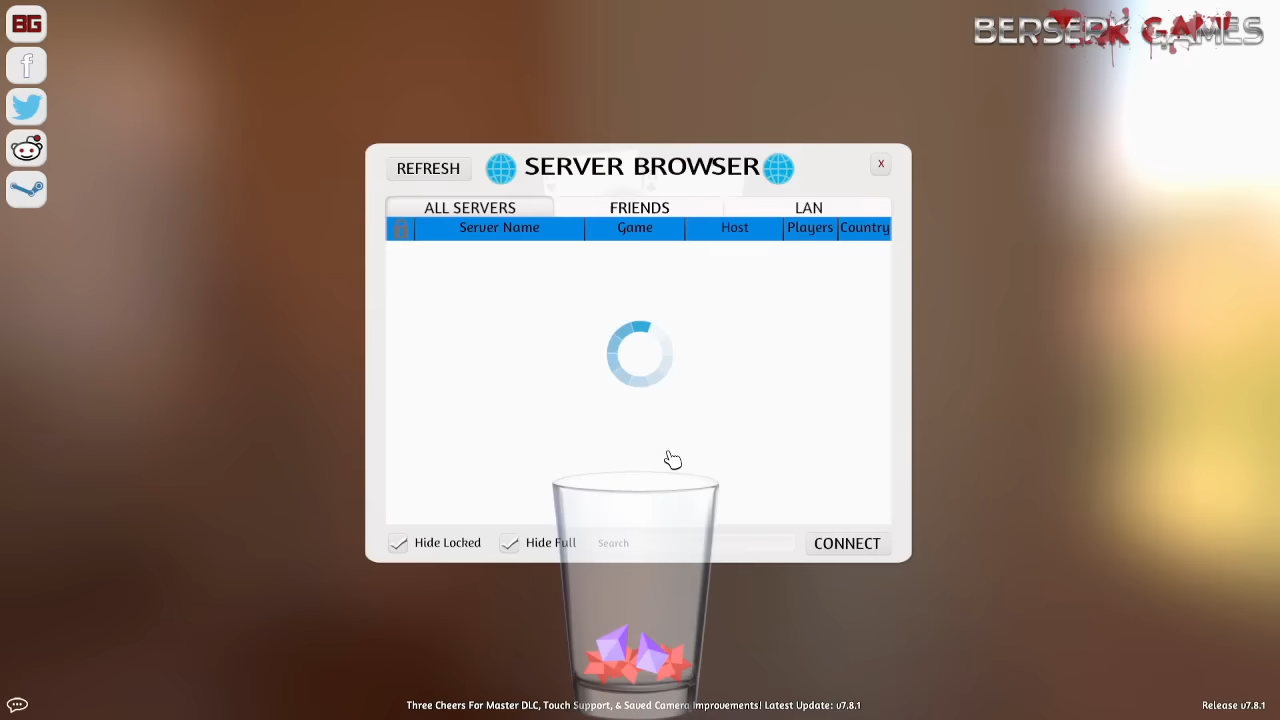 BG
BERSERK GAMES
f
REFRESH
SERVER BROWSER
X
ALL SERVERS
FRIENDS
LAN
Server Name
Game
Host
Players
Country
Hide Locked
Hide Full
Search
CONNECT
Three Cheers For Master DLC, Touch Support, & Saved Camera Improvements! Latest Update: v7.8.1
Release v7.8.1